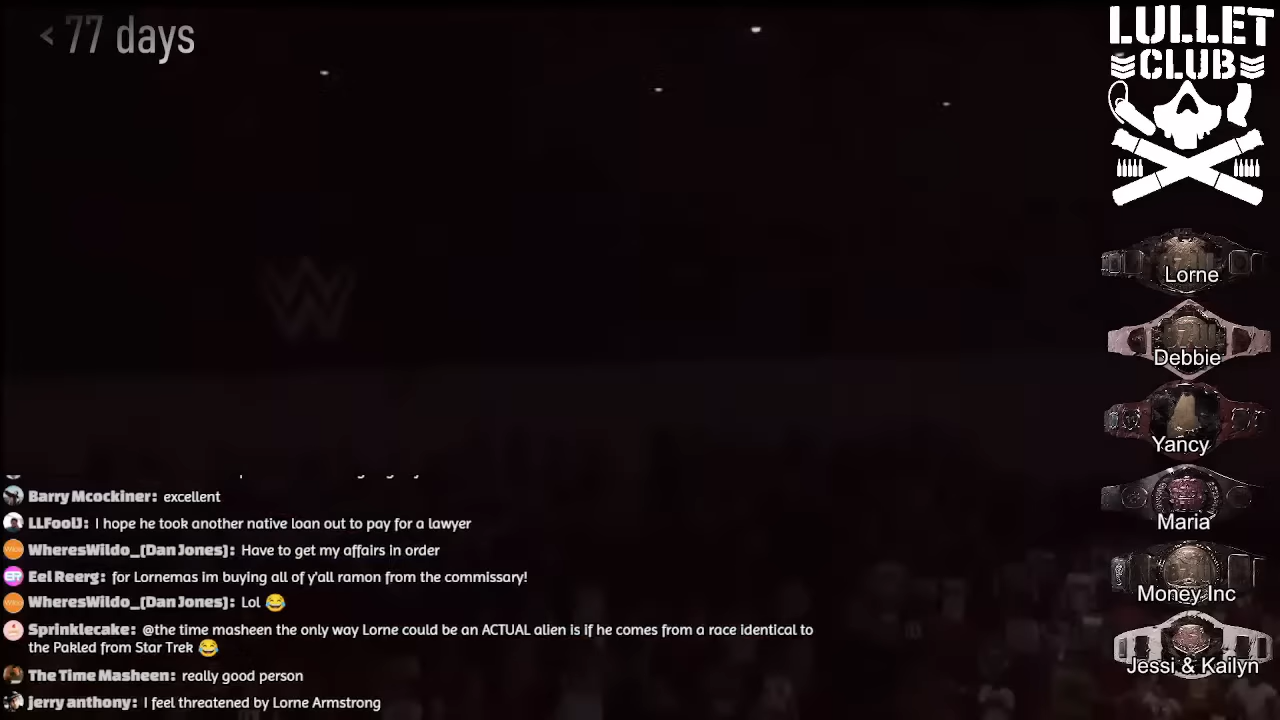 < 77 days
LULLET
CLUB
Lorne
Debbie
Yancy
Maria
Money Inc
Jessi & Kailyn
Barry Mcockiner: excellent
LLFoolJ: I hope he took another native loan out to pay for a lawyer
WheresWildo_(Dan Jones): Have to get my affairs in order
Eel Reerg: for Lornemas im buying all of y'all ramon from the commissary!
WheresWildo_(Dan Jones): Lol 😂
Sprinklecake: @the time masheen the only way Lorne could be an ACTUAL alien is if he comes from a race identical to
the Pakled from Star Trek 😂
The Time Masheen: really good person
jerry anthony: I feel threatened by Lorne Armstrong